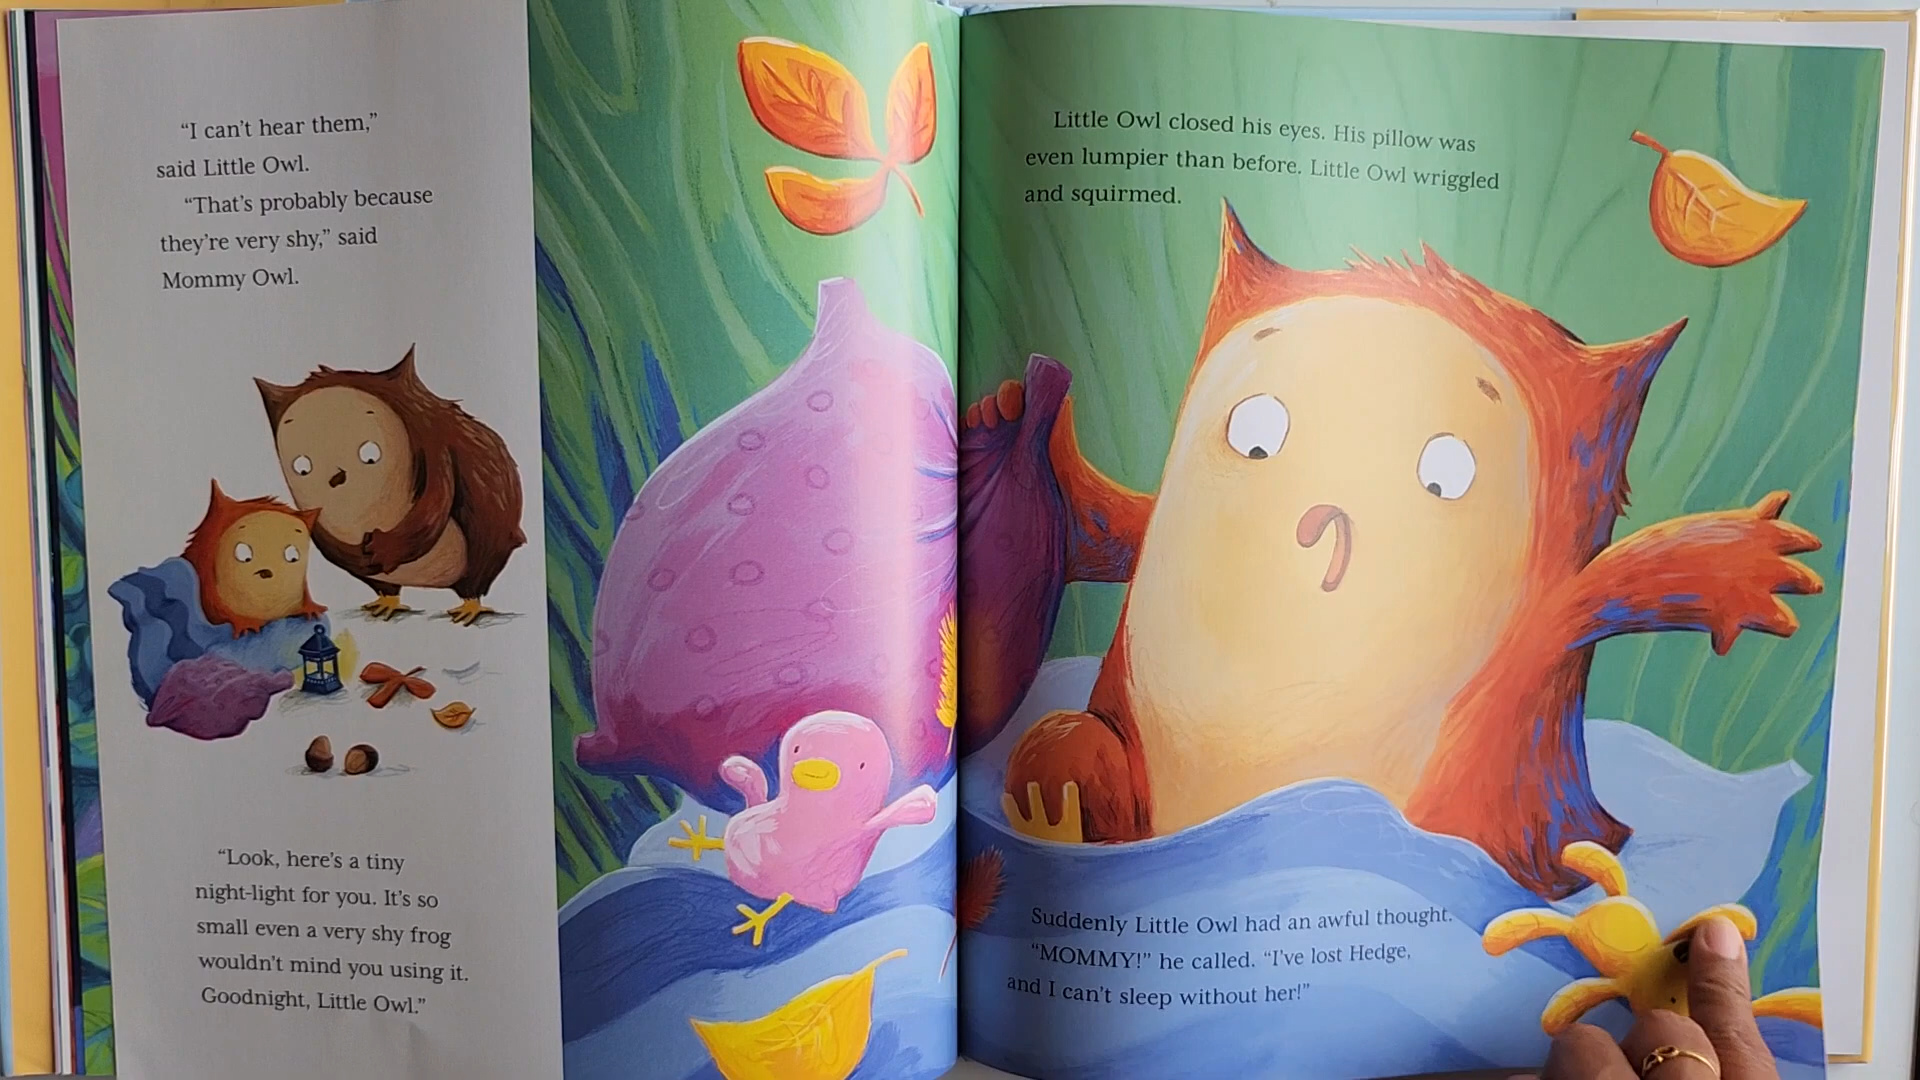 “I can’t hear them,”
said Little Owl.
“That’s probably because
they’re very shy,” said
Mommy Owl.
“Look, here’s a tiny
night-light for you. It’s so
small even a very shy frog
wouldn’t mind you using it.
Goodnight, Little Owl.”
Little Owl closed his eyes. His pillow was
even lumpier than before. Little Owl wriggled
and squirmed.
Suddenly Little Owl had an awful thought.
“MOMMY!” he called. “I’ve lost Hedge,
and I can’t sleep without her!”